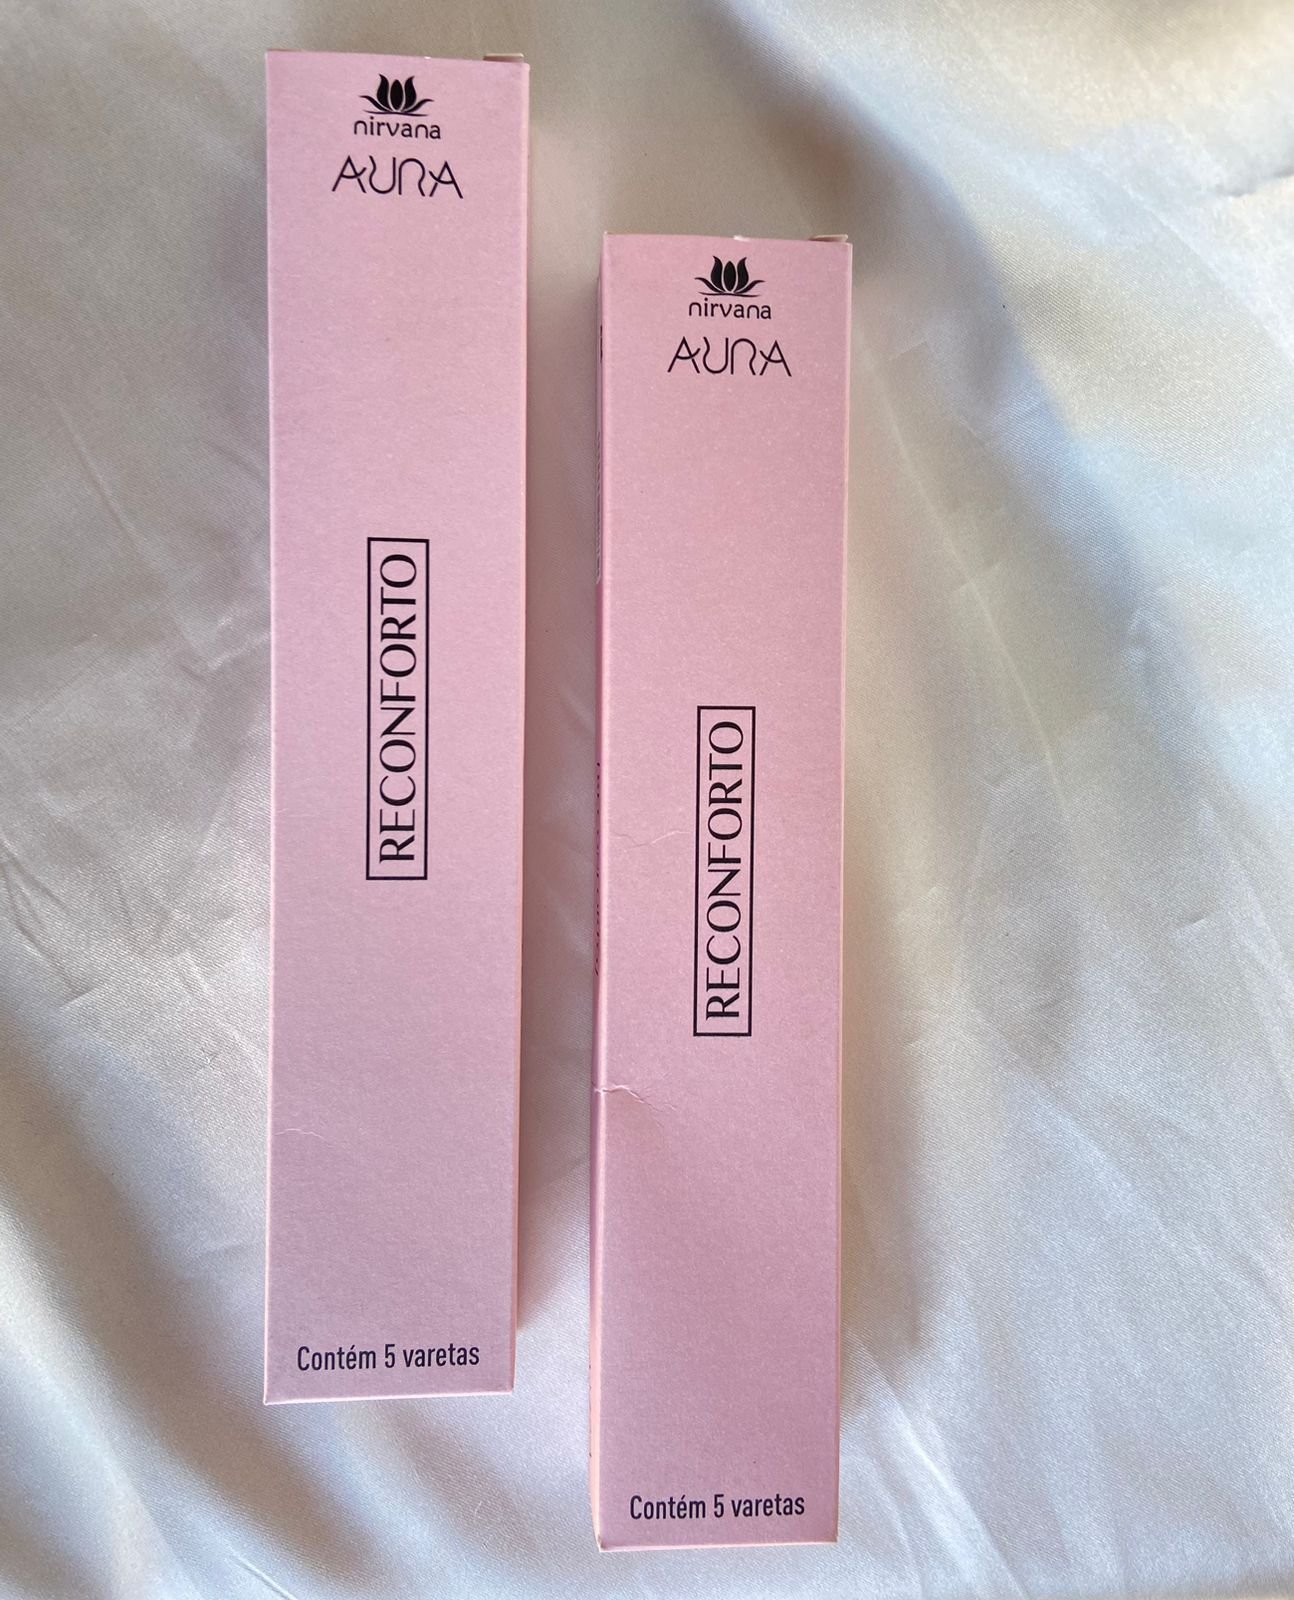 nirvana
AURA
RECONFORTO
Contém 5 varetas
nirvana
AURA
RECONFORTO
Contém 5 varetas